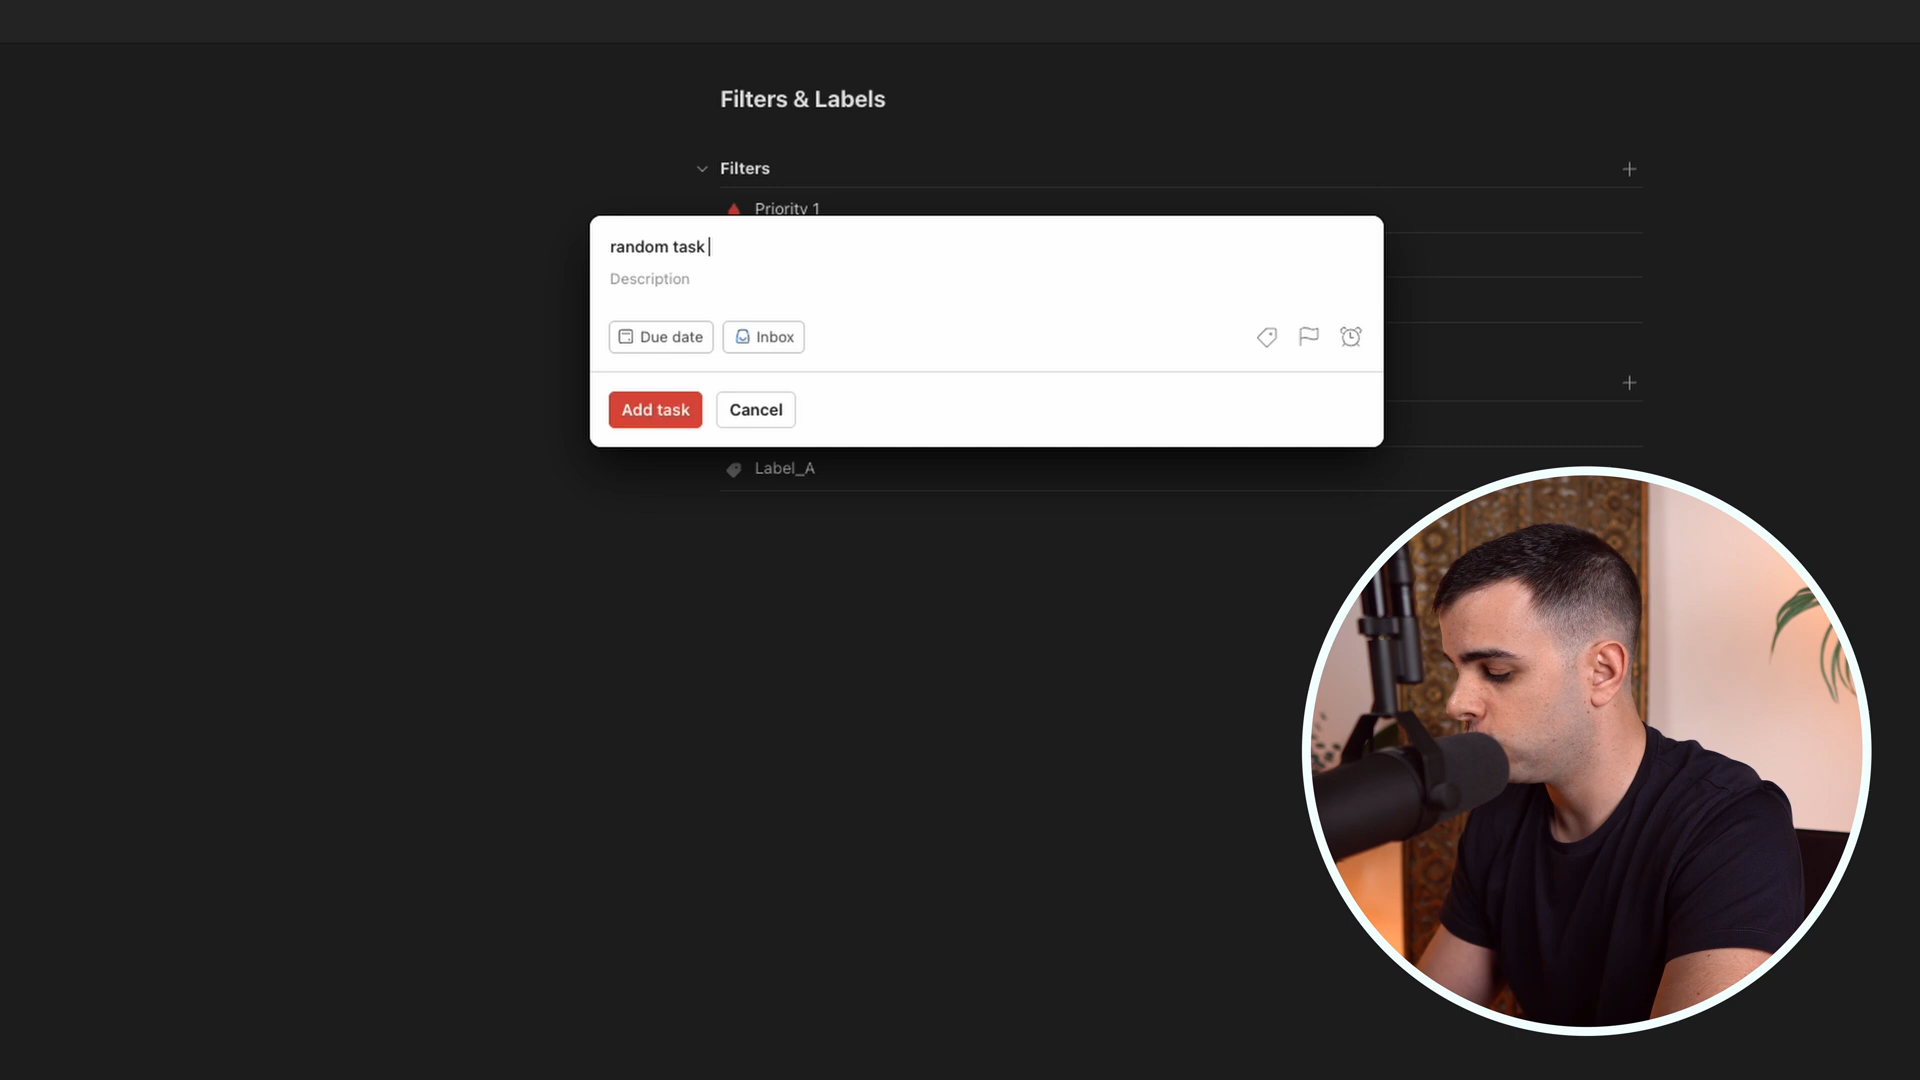 Filters & Labels
Filters
Priority 1
random task
Description
Due date
Inbox
Add task
Cancel
Label_A